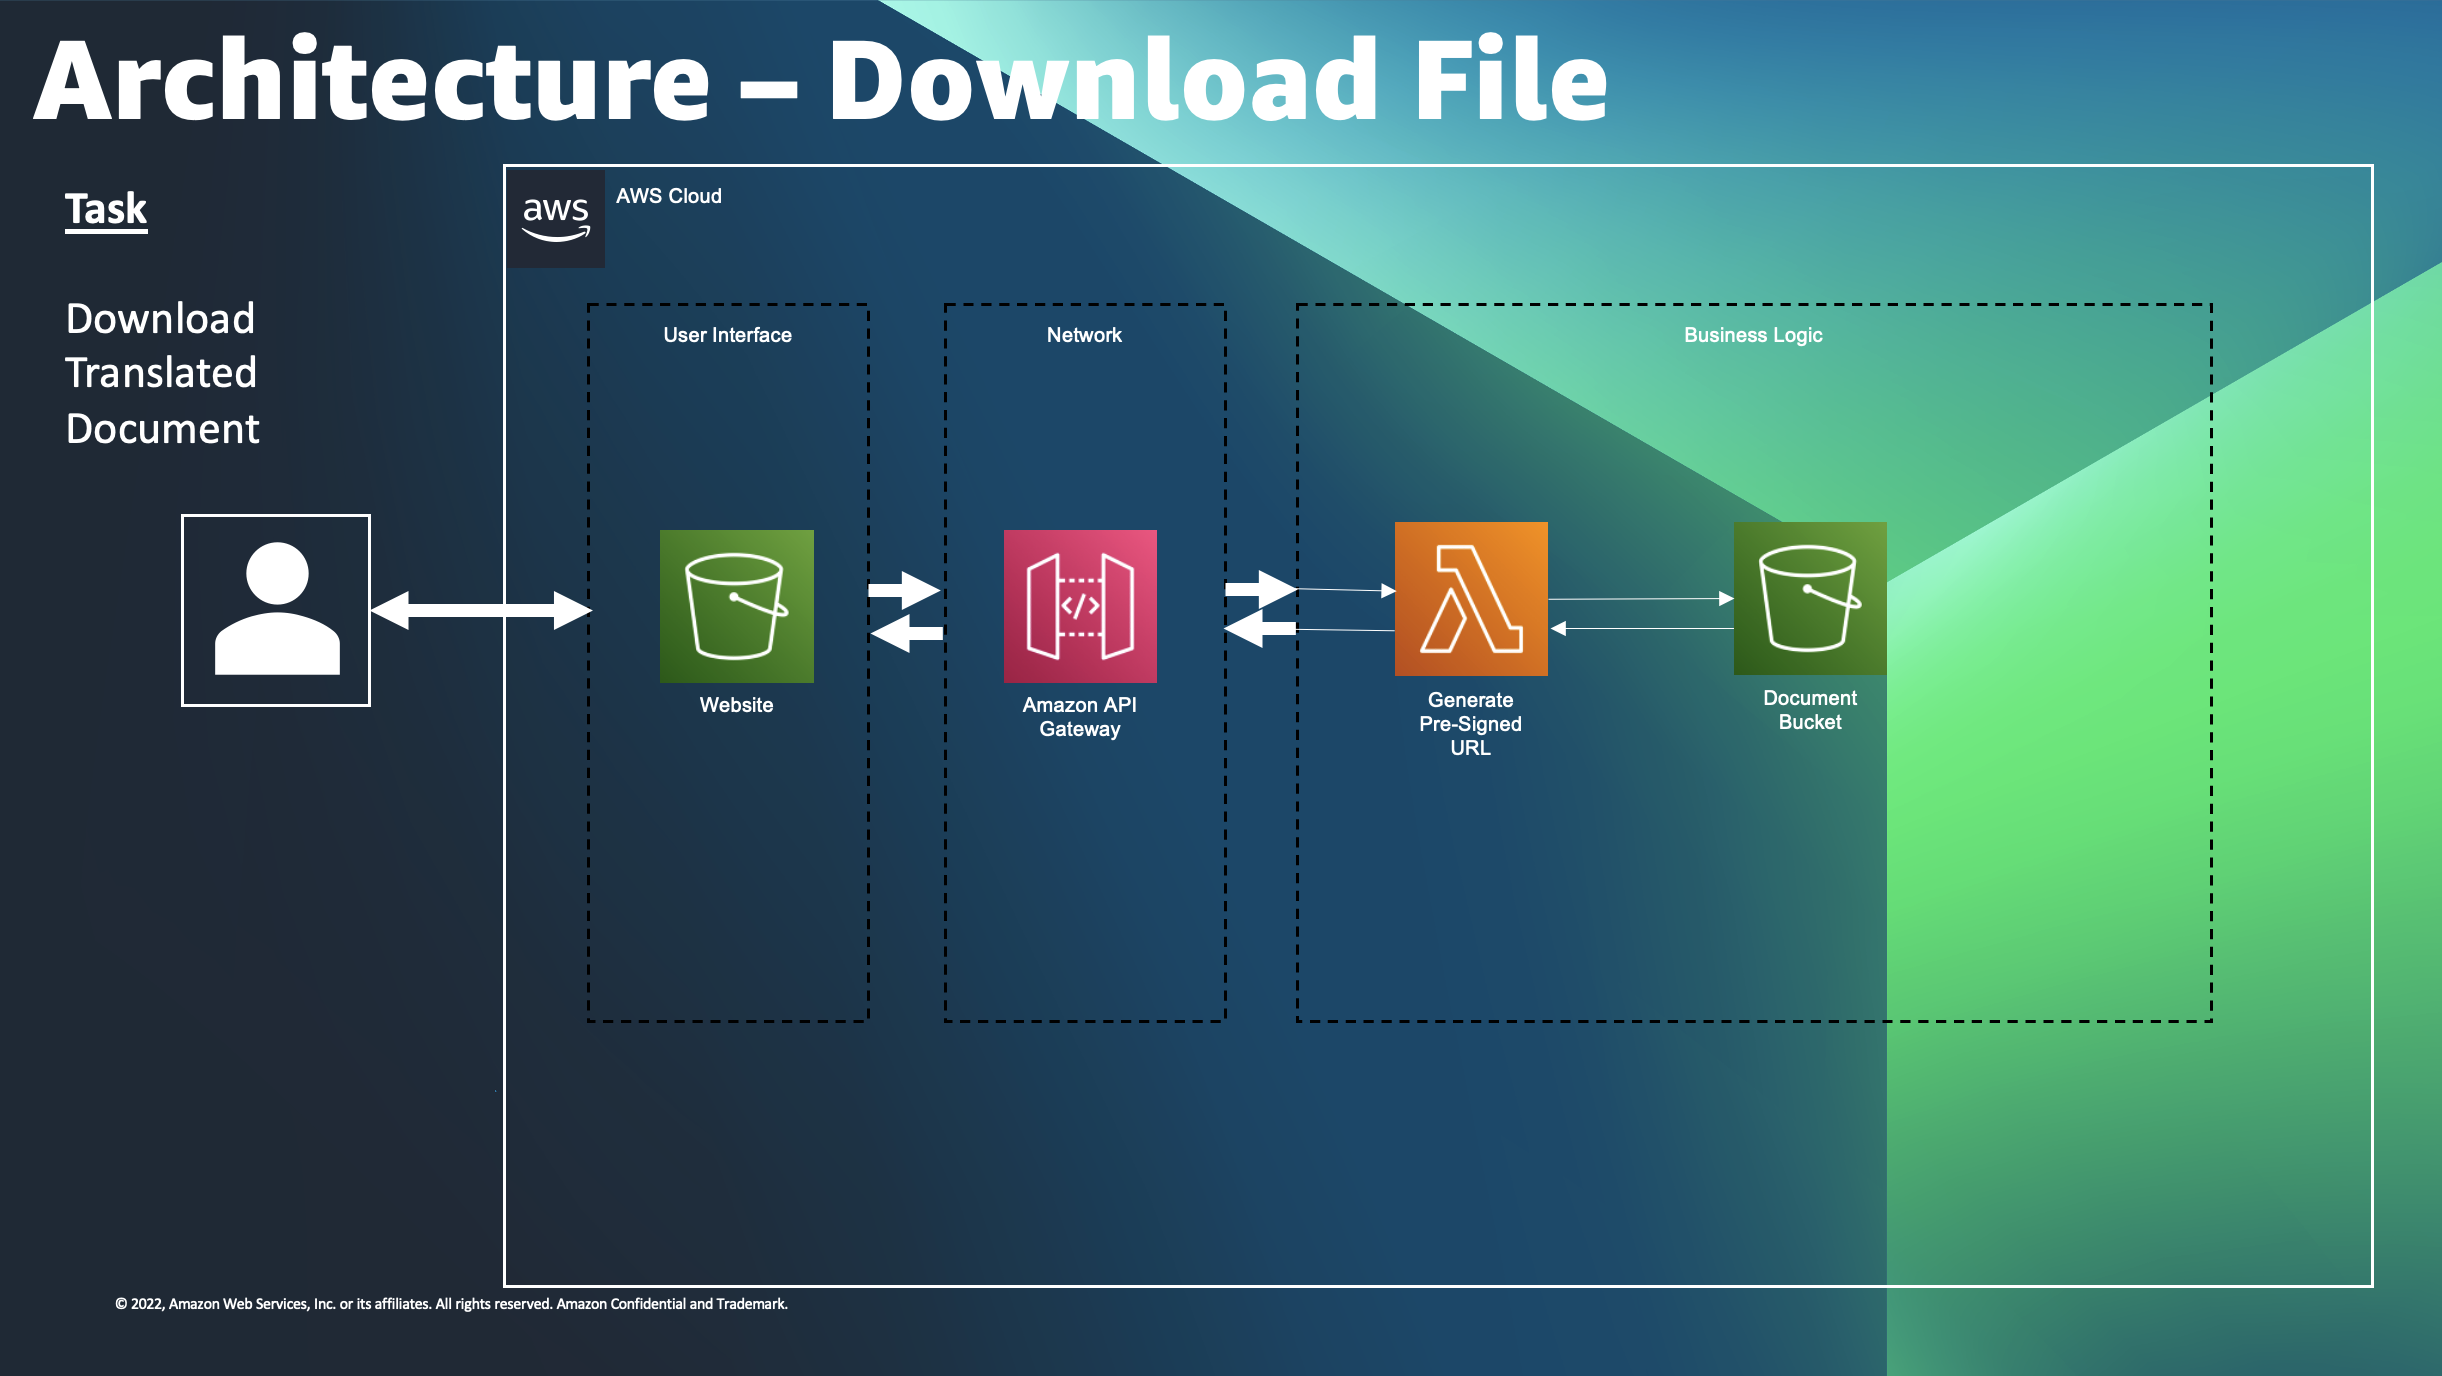 Architecture – Download File
Task
Download
Translated
Document
aws
AWS Cloud
User Interface
Network
Business Logic
Website
Amazon API
Gateway
Generate
Pre-Signed
URL
Document
Bucket
© 2022, Amazon Web Services, Inc. or its affiliates. All rights reserved. Amazon Confidential and Trademark.